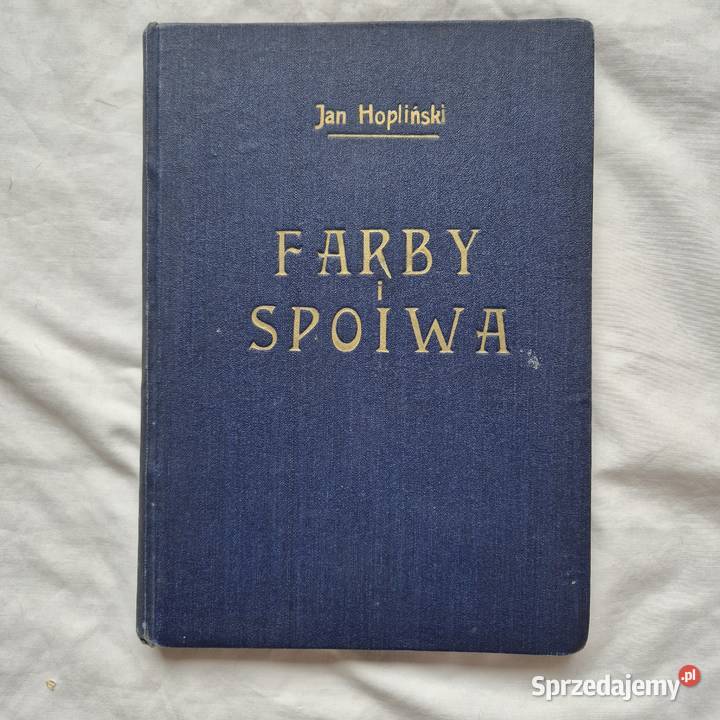 Jan Hopliński
FARBY
i
SPOIWA
Sprzedajemy.pl